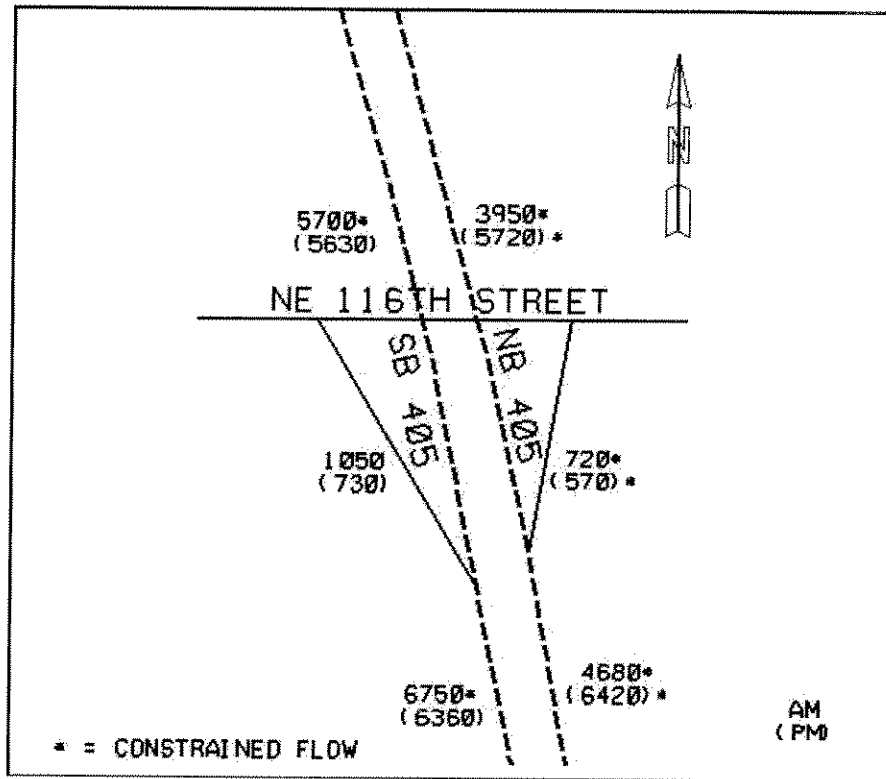 N
5700*
(5630)
3950*
(5720)*
NE 116TH STREET
SB 405
NB 405
1050
(730)
720*
(570)*
6750*
(6360)
4680*
(6420)*
AM
(PM)
* = CONSTRAINED FLOW